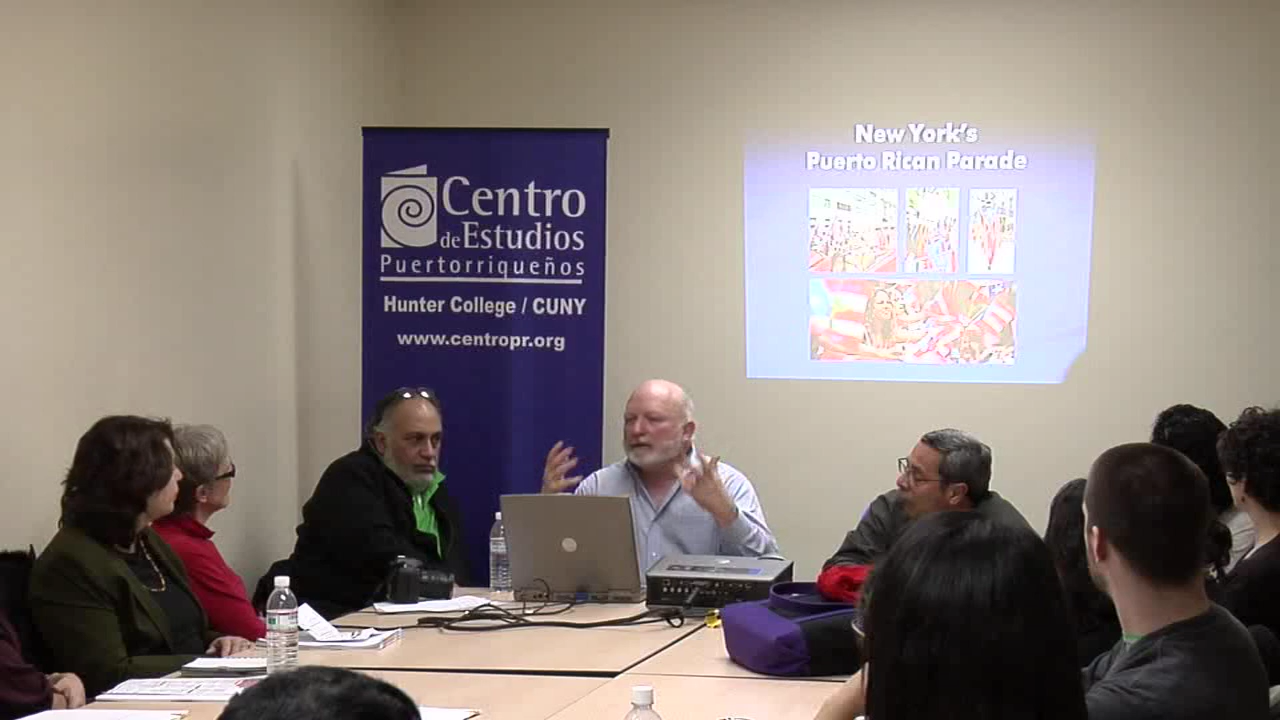 Centro
de Estudios
Puertorriqueños
Hunter College / CUNY
www.centropr.org
New York's
Puerto Rican Parade